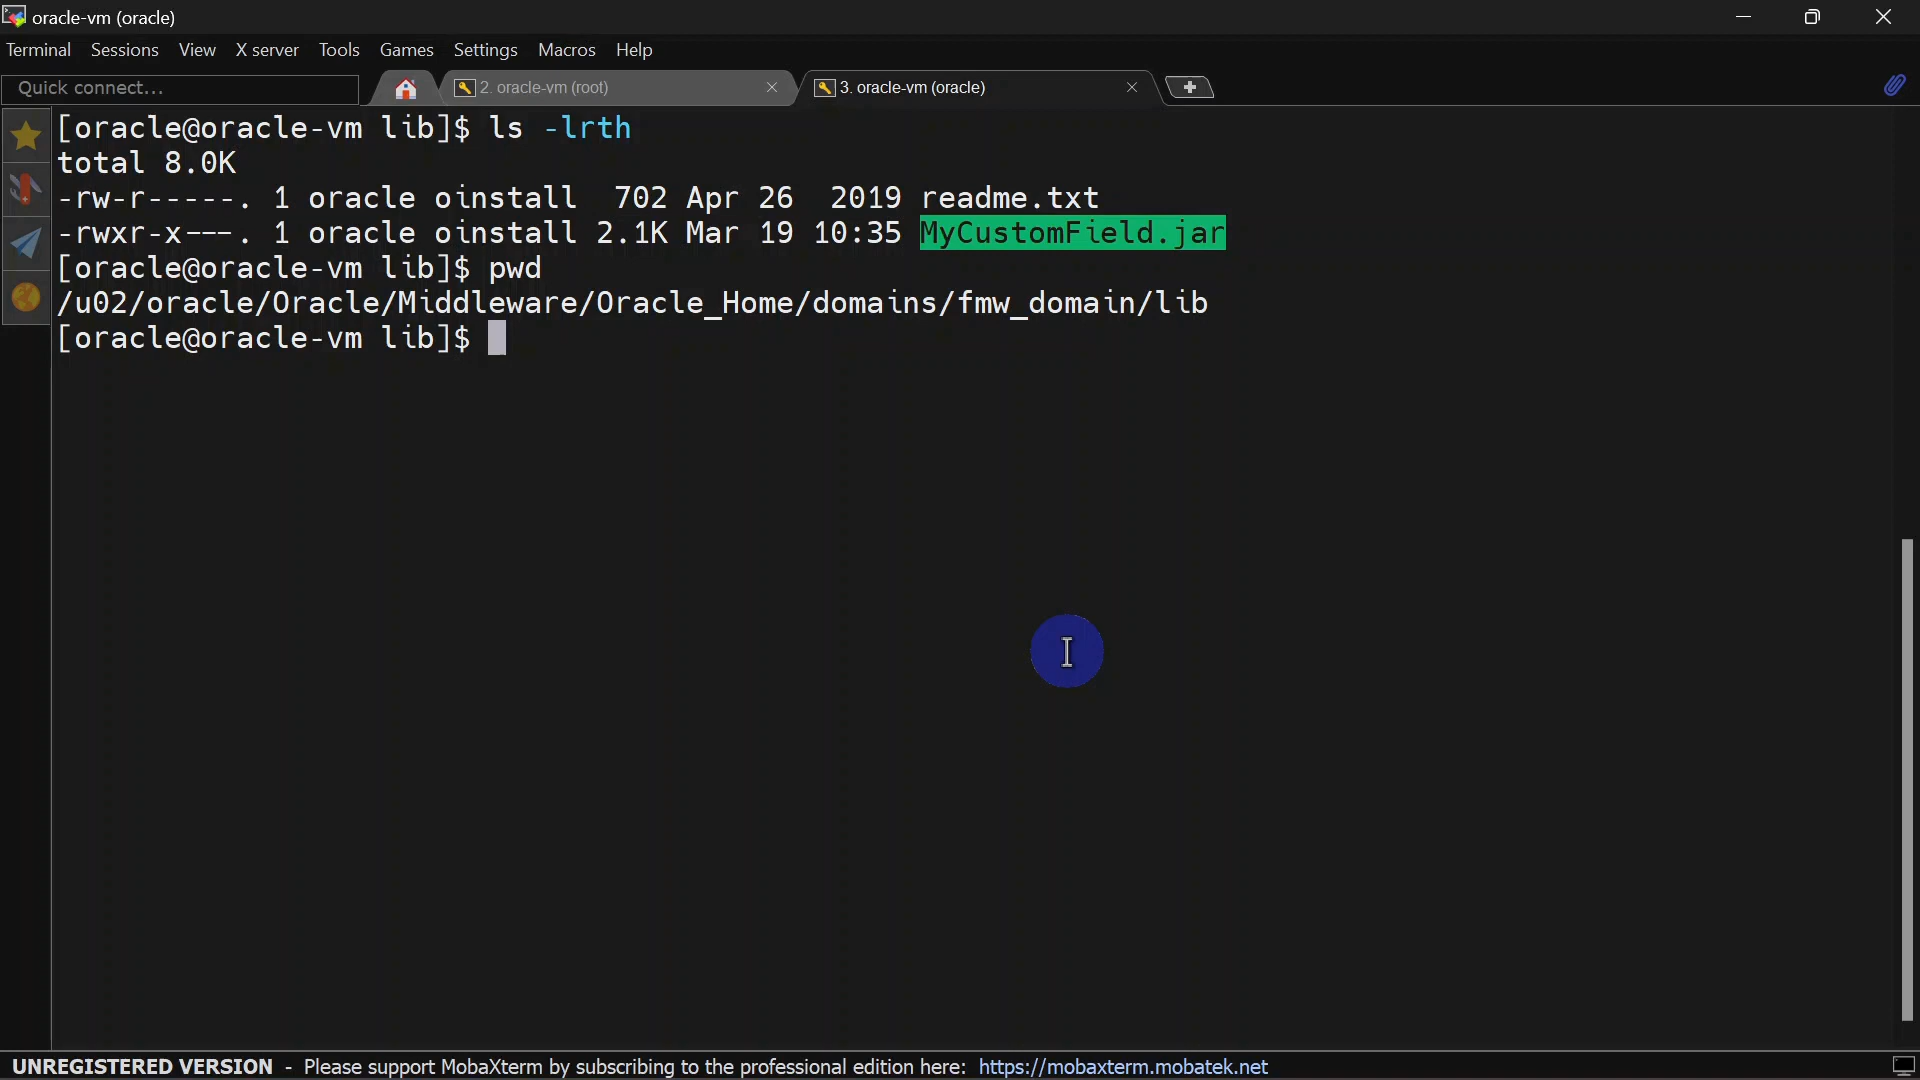 oracle-vm (oracle)
Terminal Sessions View X server Tools Games Settings Macros Help
Quick connect... 2. oracle-vm (root) 3. oracle-vm (oracle)
[oracle@oracle-vm lib]$ ls -lrth
total 8.0K
-rw-r-----. 1 oracle oinstall  702 Apr 26  2019 readme.txt
-rwxr-x---. 1 oracle oinstall 2.1K Mar 19 10:35 MyCustomField.jar
[oracle@oracle-vm lib]$ pwd
/u02/oracle/Oracle/Middleware/Oracle_Home/domains/fmw_domain/lib
[oracle@oracle-vm lib]$
UNREGISTERED VERSION - Please support MobaXterm by subscribing to the professional edition here: https://mobaxterm.mobatek.net